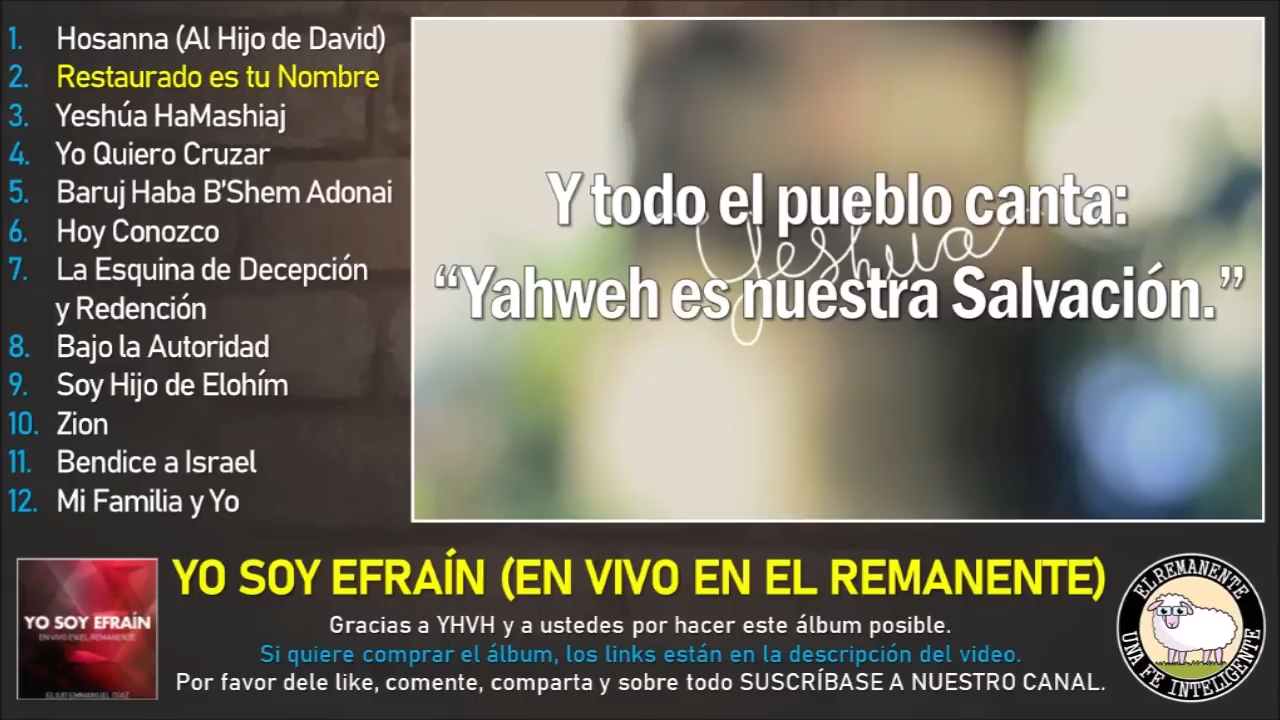 1. Hosanna (Al Hijo de David)
2. Restaurado es tu Nombre
3. Yeshúa HaMashiaj
4. Yo Quiero Cruzar
5. Baruj Haba B'Shem Adonai
6. Hoy Conozco
7. La Esquina de Decepción
y Redención
8. Bajo la Autoridad
9. Soy Hijo de Elohím
10. Zion
11. Bendice a Israel
12. Mi Familia y Yo
Y todo el pueblo canta:
Yeshua
“Yahweh es nuestra Salvación.”
YO SOY EFRAÍN
EN VIVO EN EL REMANENTE
YO SOY EFRAÍN (EN VIVO EN EL REMANENTE)
Gracias a YHVH y a ustedes por hacer este álbum posible.
Si quiere comprar el álbum, los links están en la descripción del video.
Por favor dele like, comente, comparta y sobre todo SUSCRÍBASE A NUESTRO CANAL.
EL REMANENTE
UNA FE INTELIGENTE